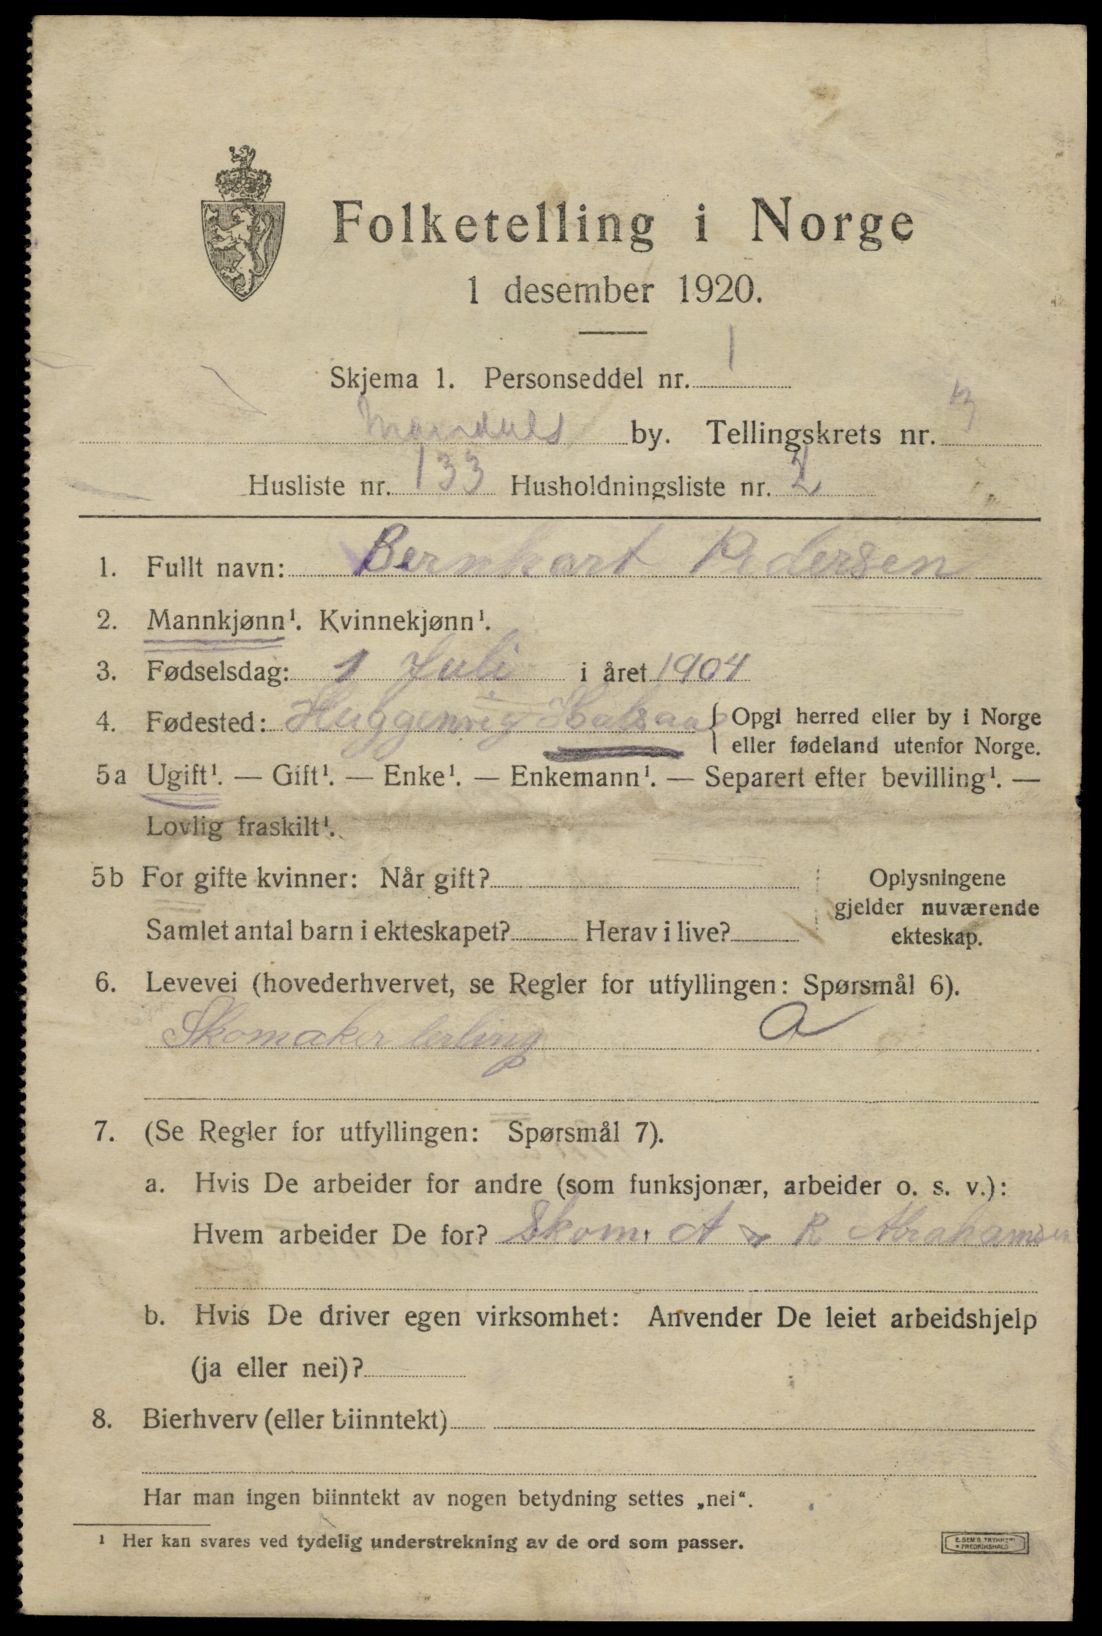 Folketelling i Norge
1 desember 1920.
Skjema 1. Personseddel nr. 1
Mandals by. Tellingskrets nr. 3
Husliste nr. 133 Husholdningsliste nr. 2
1. Fullt navn: Bernhart Pedersen
2. Mannkjønn¹. Kvinnekjønn¹.
3. Fødselsdag: 1 Juli i året 1904
4. Fødested: i Halsaa { Opgi herred eller by i Norge
eller fødeland utenfor Norge.
5a Ugift¹. — Gift¹. — Enke¹. — Enkemann¹. — Separert efter bevilling¹. —
Lovlig fraskilt¹.
5b For gifte kvinner: Når gift?
Samlet antal barn i ekteskapet? Herav i live?
Oplysningene
gjelder nuværende
ekteskap.
6. Levevei (hovederhvervet, se Regler for utfyllingen: Spørsmål 6).
Skomaker lerling a
7. (Se Regler for utfyllingen: Spørsmål 7).
a. Hvis De arbeider for andre (som funksjonær, arbeider o. s. v.):
Hvem arbeider De for? Skom. A & R Abrahamsen
b. Hvis De driver egen virksomhet: Anvender De leiet arbeidshjelp
(ja eller nei)?
8. Bierhverv (eller biinntekt)
Har man ingen biinntekt av nogen betydning settes „nei“.
¹ Her kan svares ved tydelig understrekning av de ord som passer.